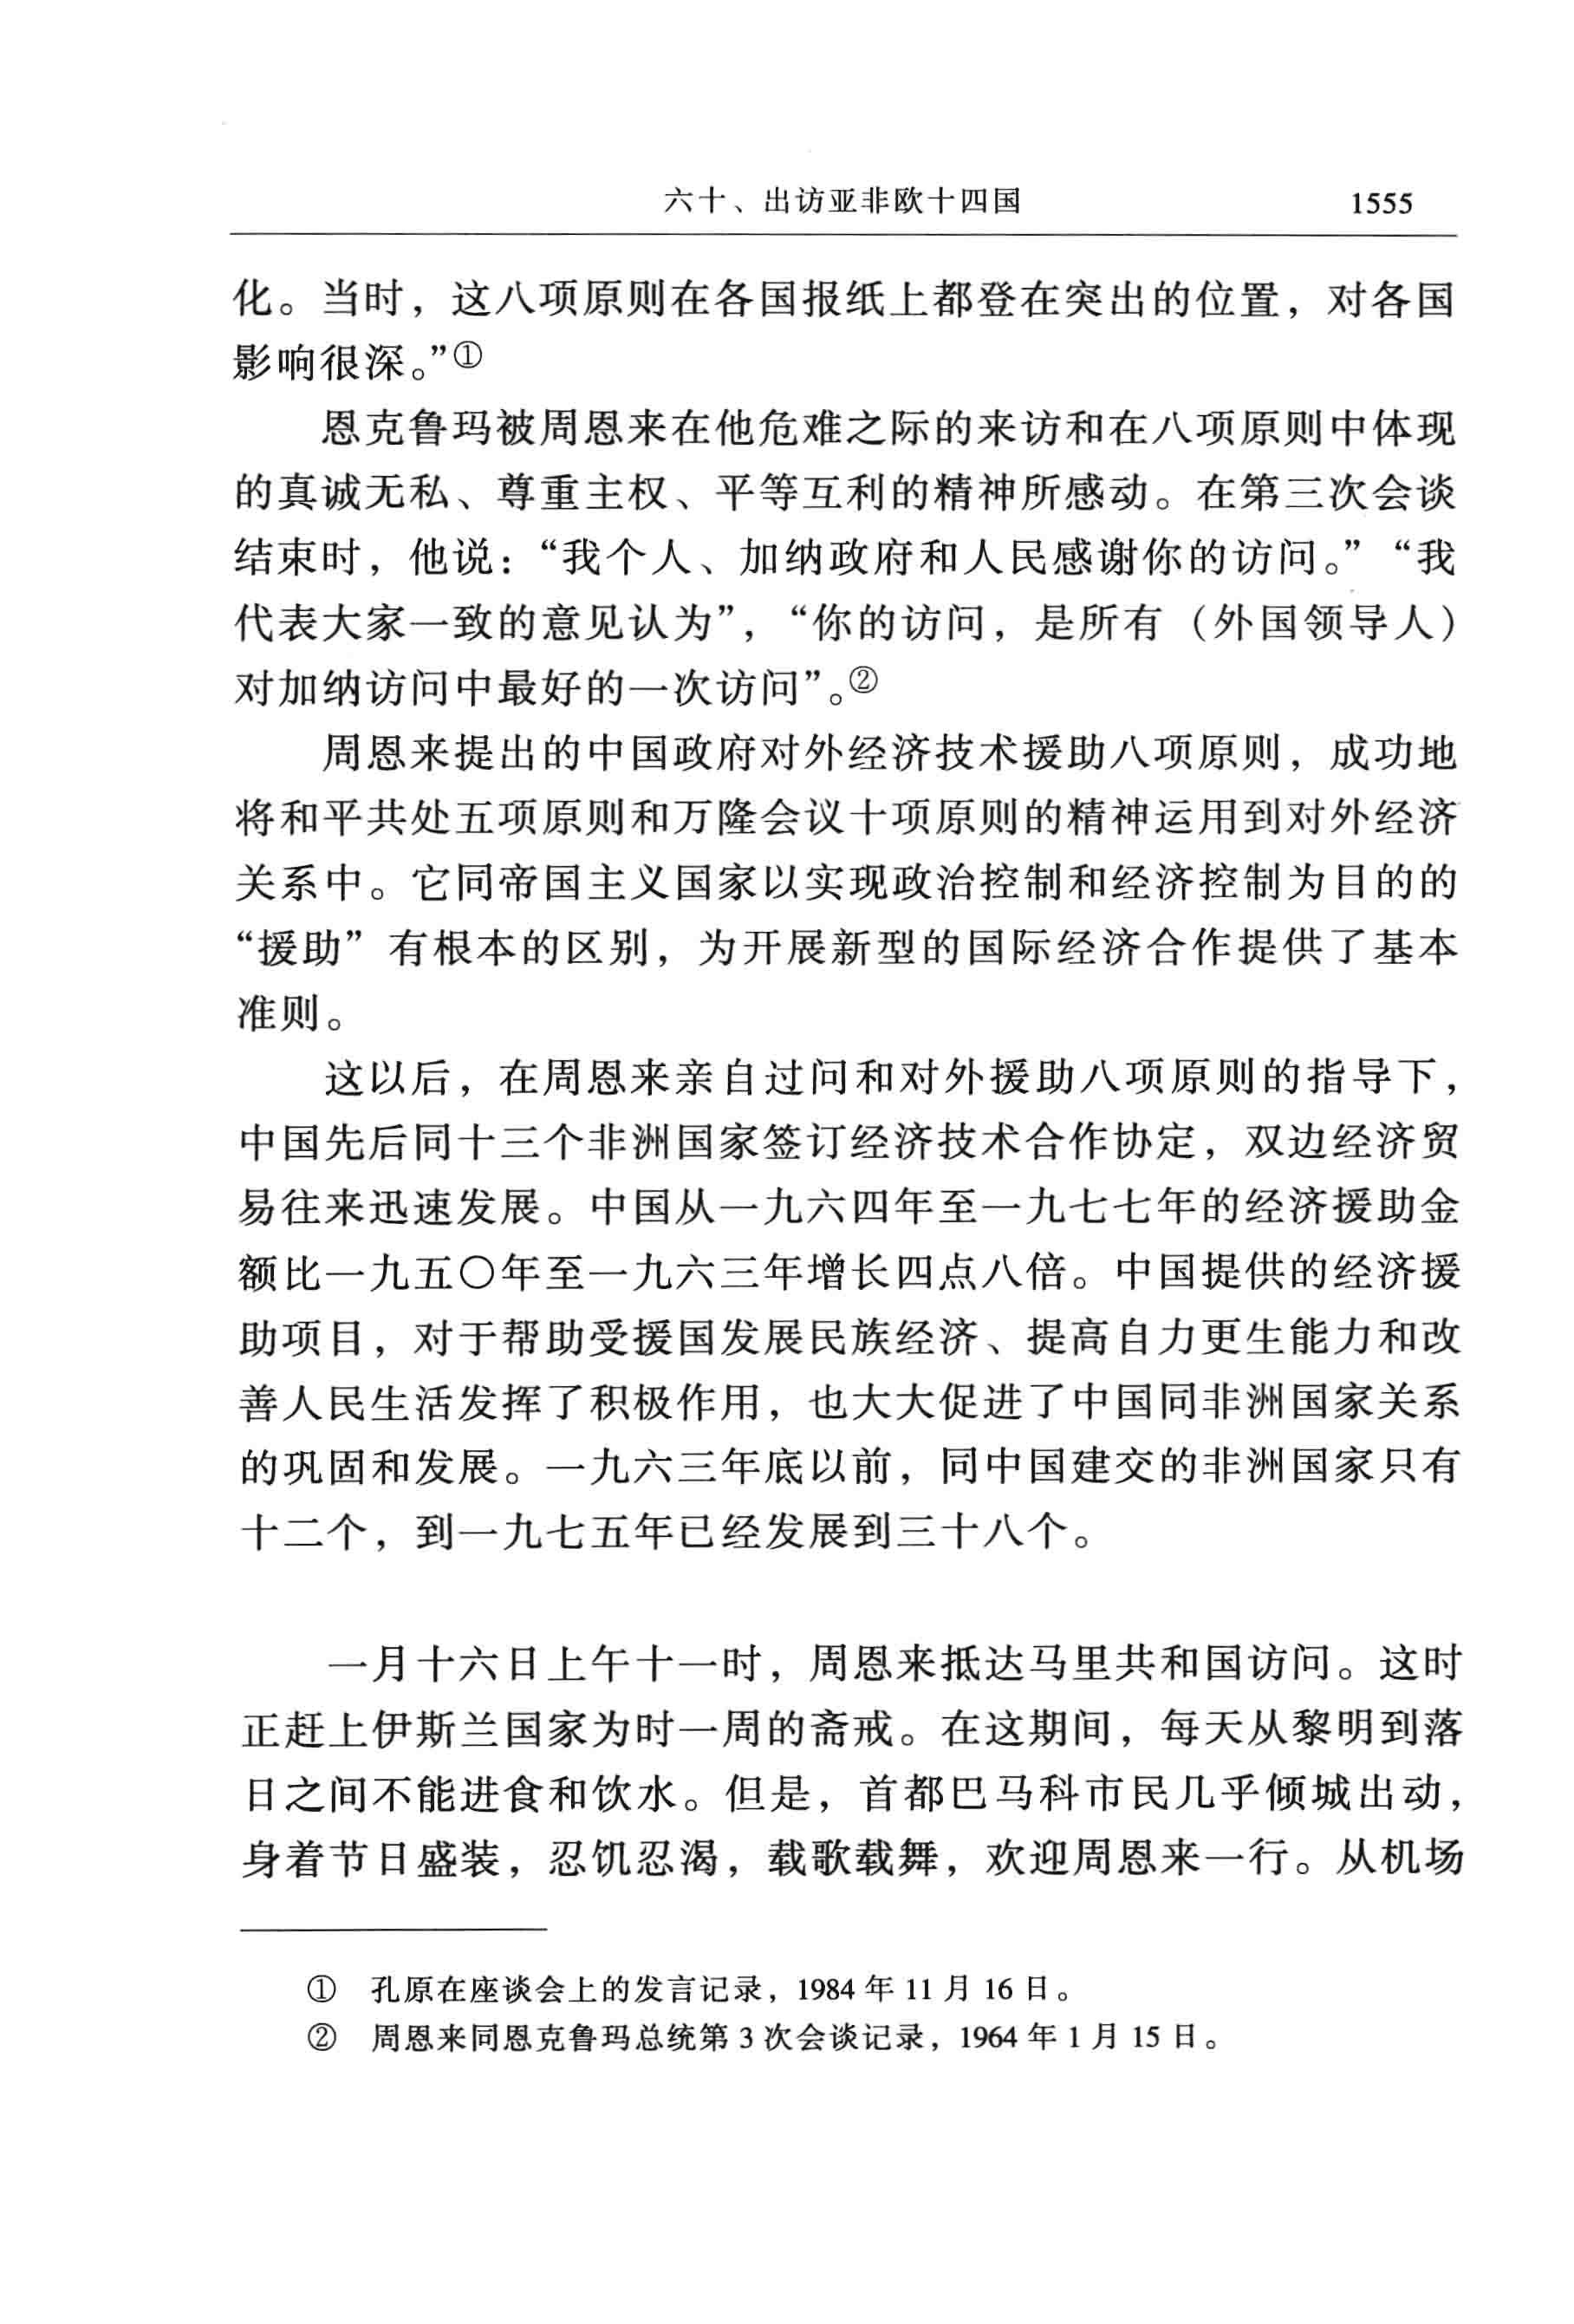 六十、出访亚非欧十四国 1555
化。当时，这八项原则在各国报纸上都登在突出的位置，对各国
影响很深。”①
恩克鲁玛被周恩来在他危难之际的来访和在八项原则中体现
的真诚无私、尊重主权、平等互利的精神所感动。在第三次会谈
结束时，他说：“我个人、加纳政府和人民感谢你的访问。”“我
代表大家一致的意见认为”，“你的访问，是所有（外国领导人）
对加纳访问中最好的一次访问”。②
周恩来提出的中国政府对外经济技术援助八项原则，成功地
将和平共处五项原则和万隆会议十项原则的精神运用到对外经济
关系中。它同帝国主义国家以实现政治控制和经济控制为目的的
“援助”有根本的区别，为开展新型的国际经济合作提供了基本
准则。
这以后，在周恩来亲自过问和对外援助八项原则的指导下，
中国先后同十三个非洲国家签订经济技术合作协定，双边经济贸
易往来迅速发展。中国从一九六四年至一九七七年的经济援助金
额比一九五〇年至一九六三年增长四点八倍。中国提供的经济援
助项目，对于帮助受援国发展民族经济、提高自力更生能力和改
善人民生活发挥了积极作用，也大大促进了中国同非洲国家关系
的巩固和发展。一九六三年底以前，同中国建交的非洲国家只有
十二个，到一九七五年已经发展到三十八个。
一月十六日上午十一时，周恩来抵达马里共和国访问。这时
正赶上伊斯兰国家为时一周的斋戒。在这期间，每天从黎明到落
日之间不能进食和饮水。但是，首都巴马科市民几乎倾城出动，
身着节日盛装，忍饥忍渴，载歌载舞，欢迎周恩来一行。从机场
① 孔原在座谈会上的发言记录，1984 年 11 月 16 日。
② 周恩来同恩克鲁玛总统第 3 次会谈记录，1964 年 1 月 15 日。